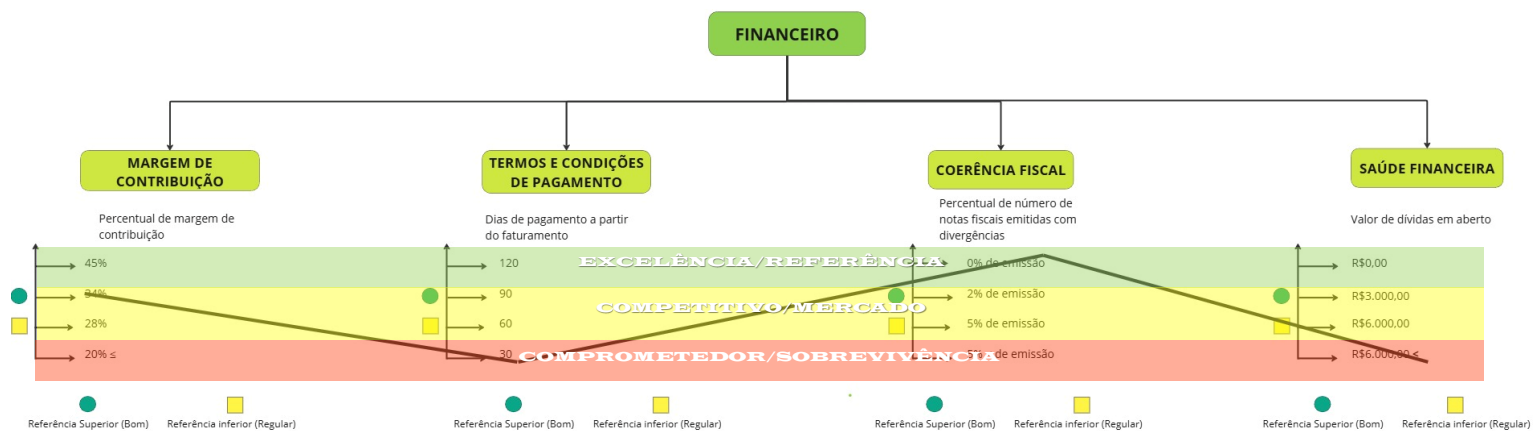 FINANCEIRO
MARGEM DE
CONTRIBUIÇÃO
Percentual de margem de
contribuição
TERMOS E CONDIÇÕES
DE PAGAMENTO
Dias de pagamento a partir
do faturamento
COERÊNCIA FISCAL
Percentual de número de
notas fiscais emitidas com
divergências
SAÚDE FINANCEIRA
Valor de dívidas em aberto
EXCELÊNCIA/REFERÊNCIA
COMPETITIVO/MERCADO
COMPROMETEDOR/SOBREVIVÊNCIA
45%
34%
28%
20% ≤
120
90
60
30
0% de emissão
2% de emissão
5% de emissão
de emissão
R$0,00
R$3.000,00
R$6.000,00
R$6.000,00 <
Referência Superior (Bom)
Referência inferior (Regular)
Referência Superior (Bom)
Referência inferior (Regular)
Referência Superior (Bom)
Referência inferior (Regular)
Referência Superior (Bom)
Referência inferior (Regular)